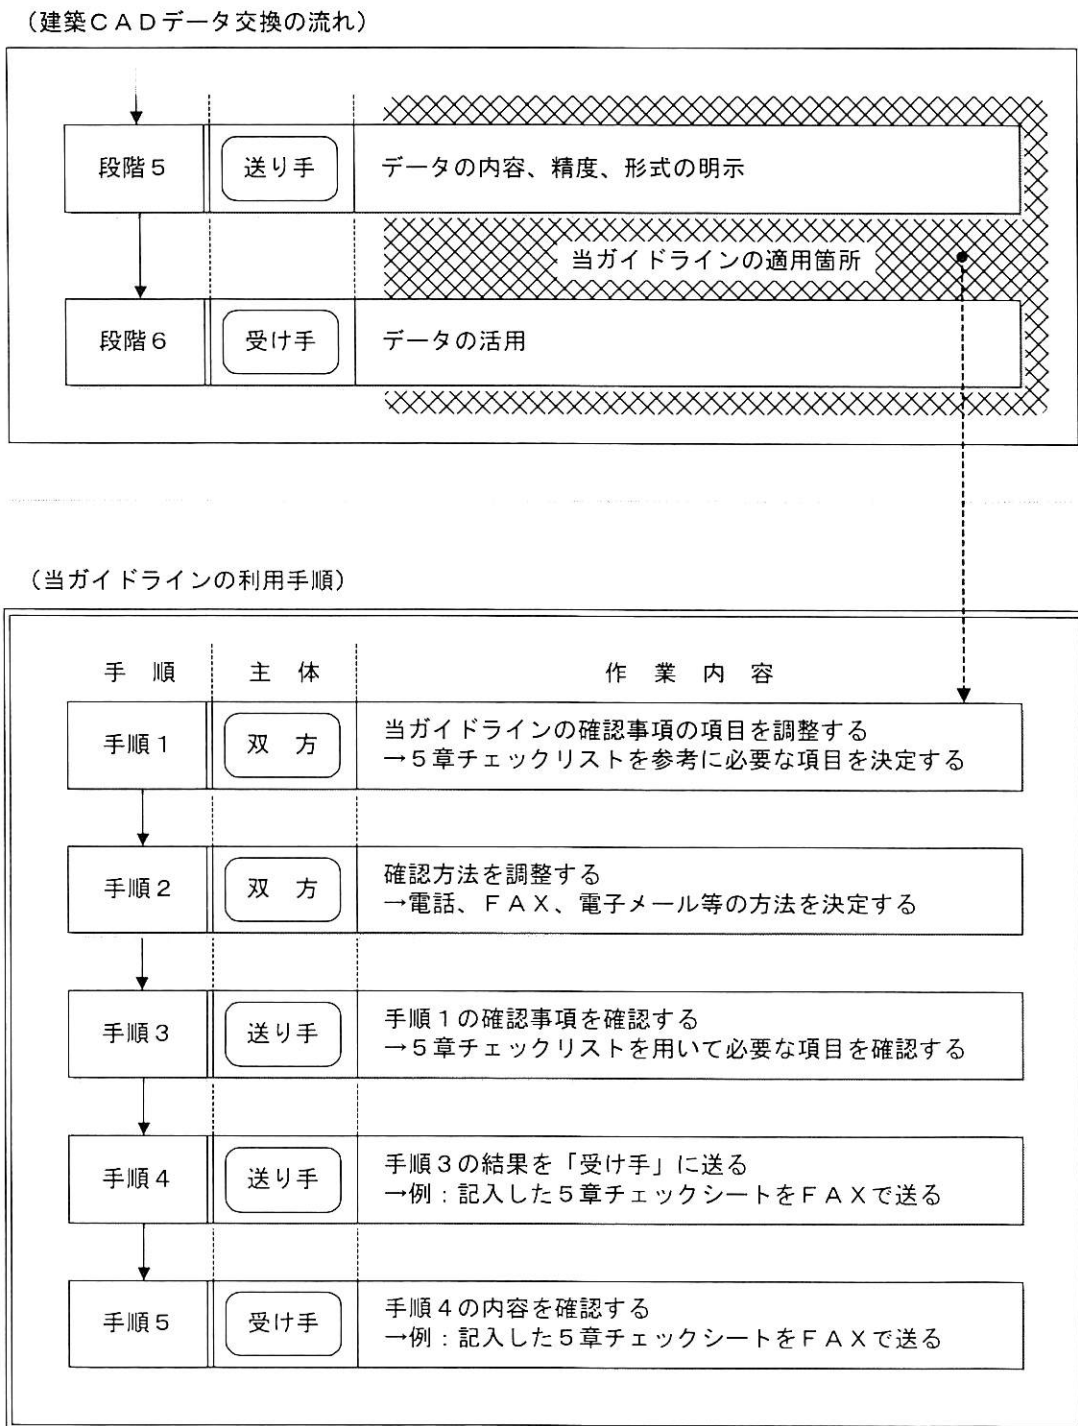 （建築ＣＡＤデータ交換の流れ）
段階５ 送り手 データの内容、精度、形式の明示
当ガイドラインの適用箇所
段階６ 受け手 データの活用
（当ガイドラインの利用手順）
手　順 主　体 作　業　内　容
手順１ 双　方 当ガイドラインの確認事項の項目を調整する
→５章チェックリストを参考に必要な項目を決定する
手順２ 双　方 確認方法を調整する
→電話、ＦＡＸ、電子メール等の方法を決定する
手順３ 送り手 手順１の確認事項を確認する
→５章チェックリストを用いて必要な項目を確認する
手順４ 送り手 手順３の結果を「受け手」に送る
→例：記入した５章チェックシートをＦＡＸで送る
手順５ 受け手 手順４の内容を確認する
→例：記入した５章チェックシートをＦＡＸで送る